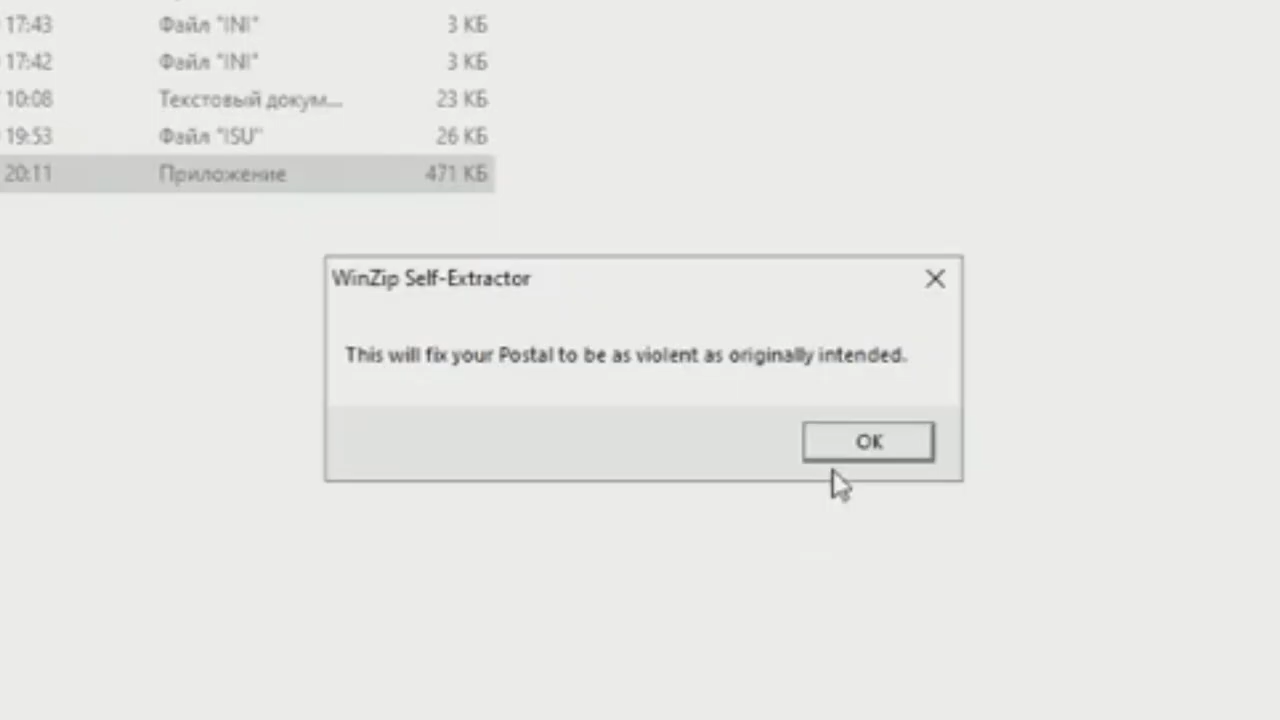 17:43 Файл "INI" 3 КБ
17:42 Файл "INI" 3 КБ
10:08 Текстовый докум... 23 КБ
19:53 Файл "ISU" 26 КБ
20:11 Приложение 471 КБ
WinZip Self-Extractor
This will fix your Postal to be as violent as originally intended.
OK